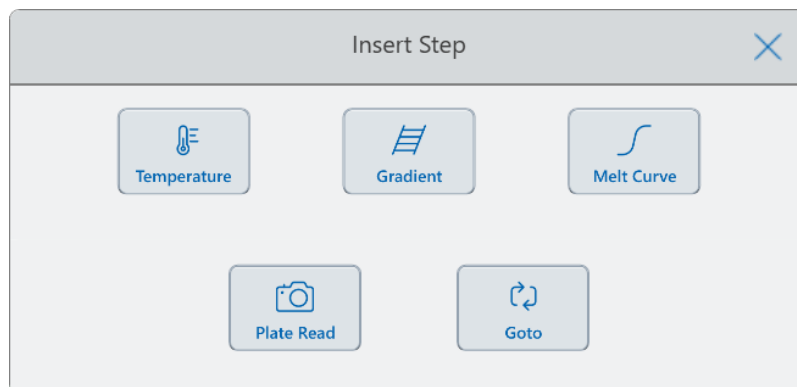 Insert Step
Temperature
Gradient
Melt Curve
Plate Read
Goto